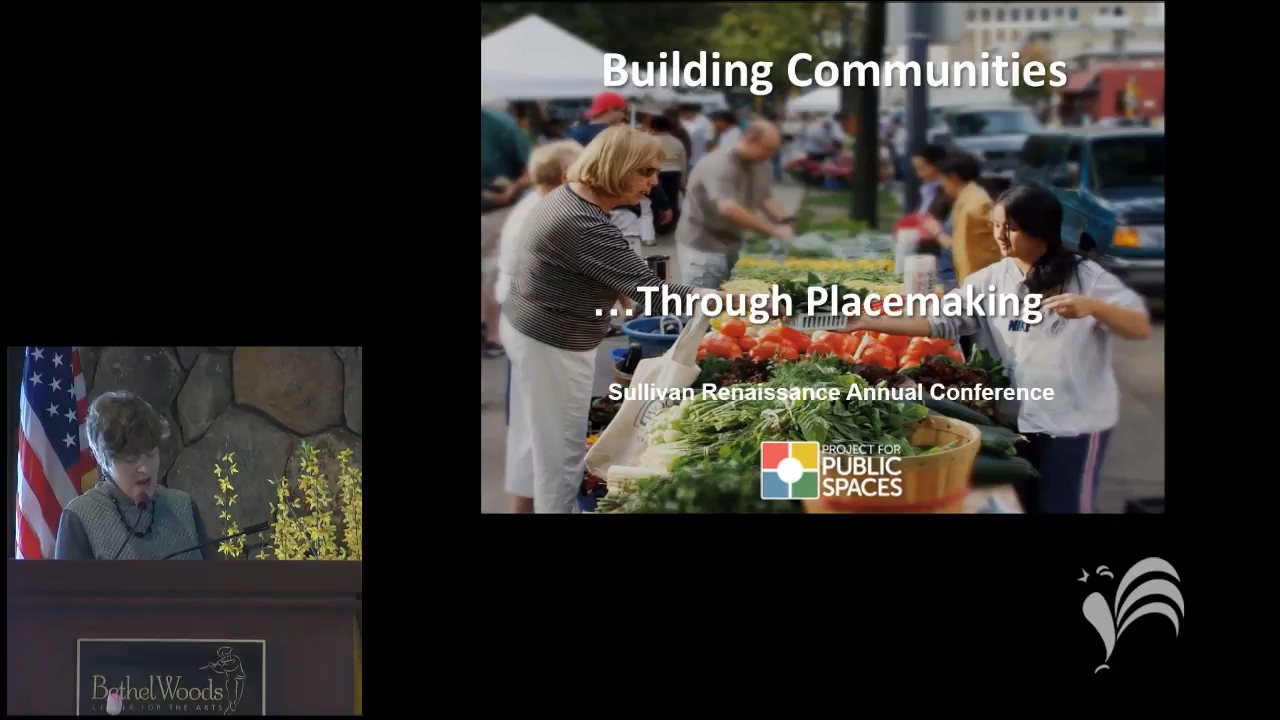 Building Communities
...Through Placemaking
Sullivan Renaissance Annual Conference
PROJECT FOR
PUBLIC
SPACES
Bethel Woods
CENTER FOR THE ARTS